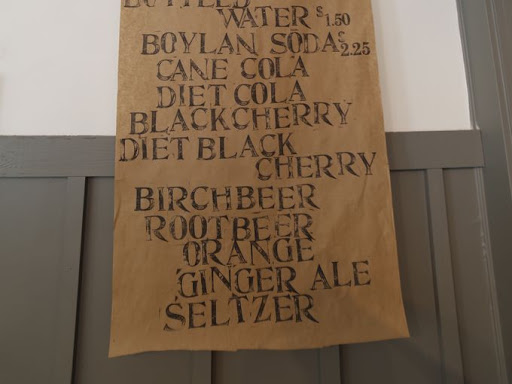 BOTTLED
WATER $1.50
BOYLAN SODA $2.25
CANE COLA
DIET COLA
BLACKCHERRY
DIET BLACK
CHERRY
BIRCHBEER
ROOTBEER
ORANGE
GINGER ALE
SELTZER